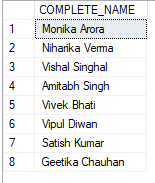 COMPLETE_NAME
1 Monika Arora
2 Niharika Verma
3 Vishal Singhal
4 Amitabh Singh
5 Vivek Bhati
6 Vipul Diwan
7 Satish Kumar
8 Geetika Chauhan